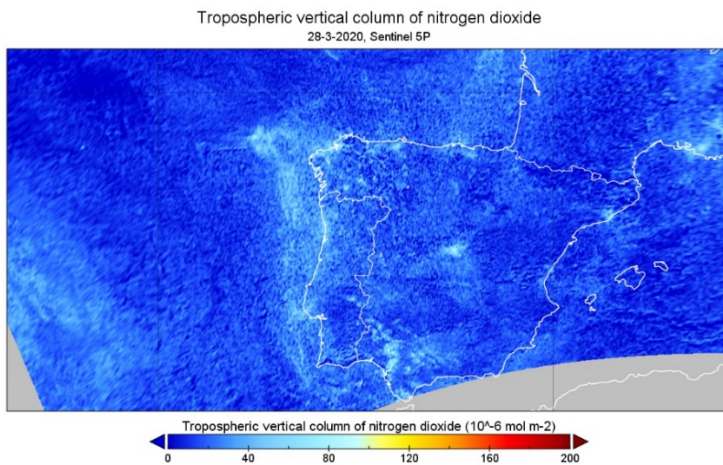 Tropospheric vertical column of nitrogen dioxide
28-3-2020, Sentinel 5P
Tropospheric vertical column of nitrogen dioxide (10^-6 mol m-2)
0 40 80 120 160 200